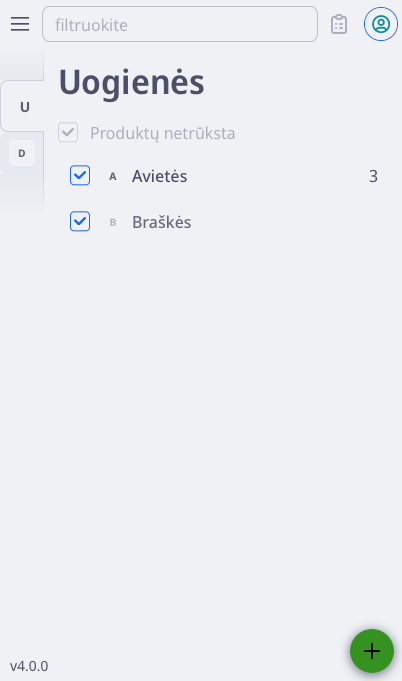 filtruokite
Uogienės
U
Produktų netrūksta
D
A Avietės 3
B Braškės
v4.0.0